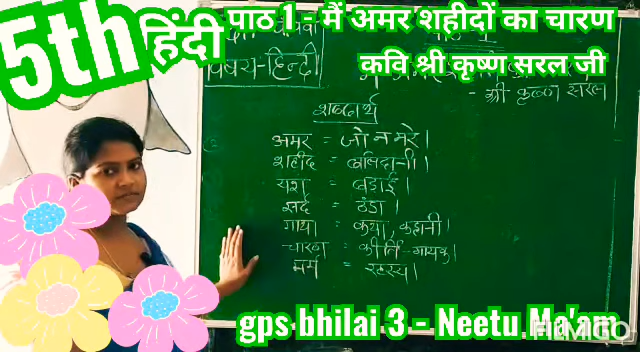 5th हिंदी पाठ 1 - मैं अमर शहीदों का चारण
कवि श्री कृष्ण सरल जी
विषय-हिन्दी
- श्री कृष्ण सरल
शब्दार्थ
अमर = जो न मरे।
शहीद = बलिदानी।
यश = बड़ाई
सर्द = ठंडा।
गाथा = कथा, कहानी।
चारण = कीर्ति-गायक।
मर्म = रहस्य।
gps bhilai 3 - Neetu Ma'am